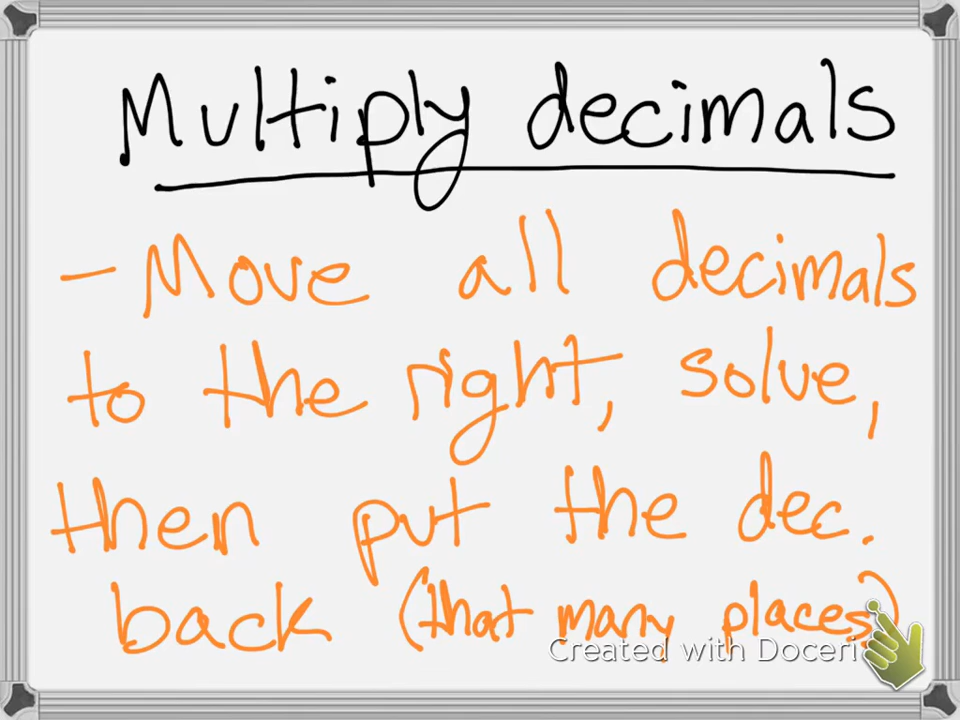 Multiply decimals
- Move all decimals
to the right, solve,
then put the dec.
back (that many places)
Created with Doceri